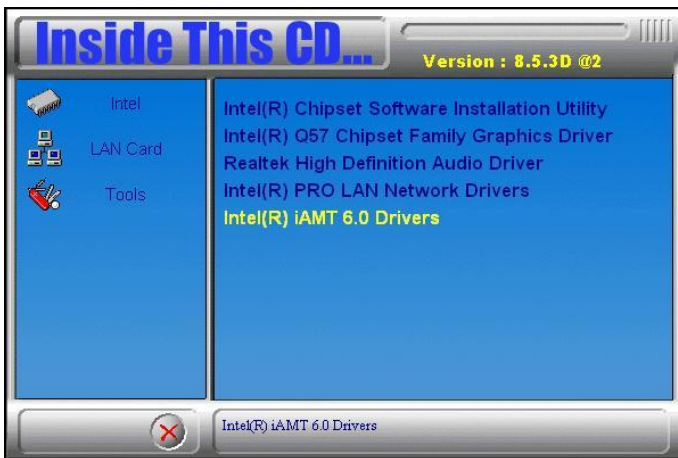 Inside This CD...
Version : 8.5.3D @2
Intel
LAN Card
Tools
Intel(R) Chipset Software Installation Utility
Intel(R) Q57 Chipset Family Graphics Driver
Realtek High Definition Audio Driver
Intel(R) PRO LAN Network Drivers
Intel(R) iAMT 6.0 Drivers
Intel(R) iAMT 6.0 Drivers